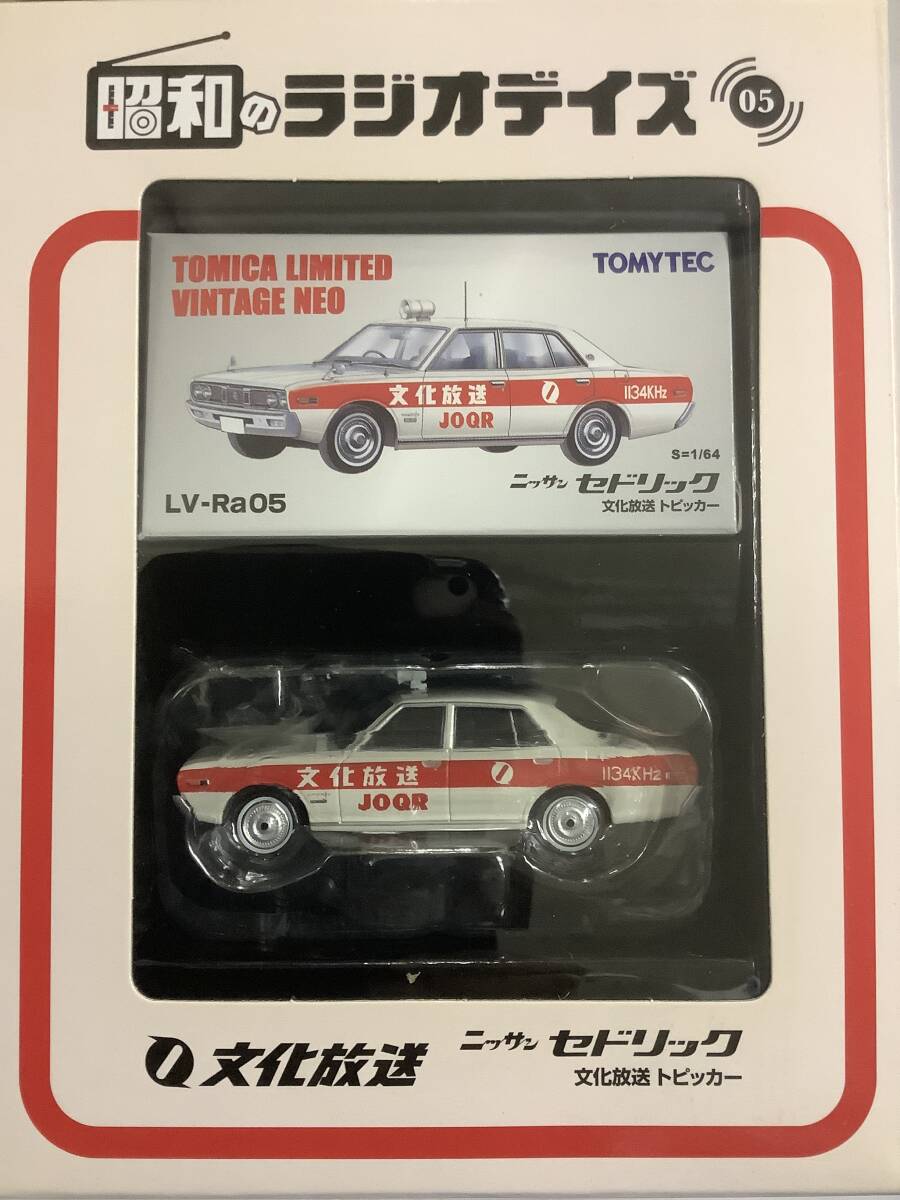 昭和のラジオデイズ 05
TOMICA LIMITED
VINTAGE NEO
TOMYTEC
文化放送
JOQR
1134KHz
S=1/64
LV-Ra05
ニッサン セドリック
文化放送 トピッカー
文化放送
JOQR
1134KHz
文化放送
ニッサン セドリック
文化放送 トピッカー